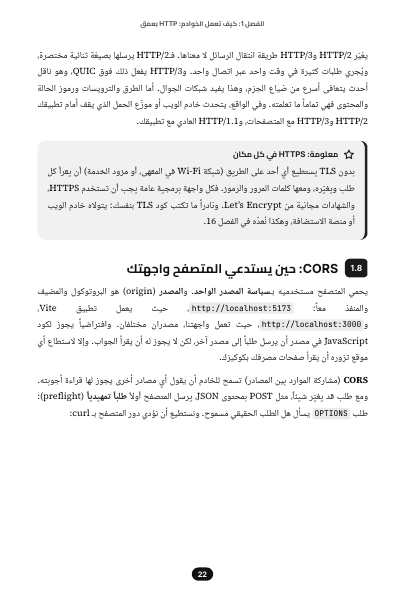 الفصل 1: كيف تعمل الخوادم: HTTP بعمق
يغيّر HTTP/2 وHTTP/3 طريقة انتقال الرسائل لا معناها. فـHTTP/2 يرسلها بصيغة ثنائية مختصرة،
ويُجري طلبات كثيرة في وقت واحد عبر اتصال واحد. وHTTP/3 يفعل ذلك فوق QUIC، وهو ناقل
أحدث يتعافى أسرع من ضياع الحِزم، وهذا يفيد شبكات الجوال. أما الطرق والترويسات ورموز الحالة
والمحتوى فهي تماماً ما تعلمته. وفي الواقع، يتحدث خادم الويب أو موزّع الحمل الذي يقف أمام تطبيقك
HTTP/2 وHTTP/3 مع المتصفحات، وHTTP/1.1 العادي مع تطبيقك.
معلومة: HTTPS في كل مكان
بدون TLS يستطيع أي أحد على الطريق (شبكة Wi-Fi في المقهى، أو مزود الخدمة) أن يقرأ كل
طلب ويغيّره، ومعها كلمات المرور والرموز. فكل واجهة برمجية عامة يجب أن تستخدم HTTPS،
والشهادات مجانية من Let's Encrypt. ونادراً ما تكتب كود TLS بنفسك: يتولاه خادم الويب
أو منصة الاستضافة، وهكذا نُعدّه في الفصل 16.
1.8 CORS: حين يستدعي المتصفح واجهتك
يحمي المتصفح مستخدميه بـسياسة المصدر الواحد. والمصدر (origin) هو البروتوكول والمضيف
والمنفذ معاً: http://localhost:5173، حيث يعمل تطبيق Vite،
وhttp://localhost:3000، حيث تعمل واجهتنا، مصدران مختلفان. وافتراضياً يجوز لكود
JavaScript في مصدر أن يرسل طلباً إلى مصدر آخر، لكن لا يجوز له أن يقرأ الجواب. وإلا لاستطاع أي
موقع تزوره أن يقرأ صفحات مصرفك بكوكيزك.
CORS (مشاركة الموارد بين المصادر) تسمح للخادم أن يقول أي مصادر أخرى يجوز لها قراءة أجوبته.
ومع طلب قد يغيّر شيئاً، مثل POST بمحتوى JSON، يرسل المتصفح أولاً طلباً تمهيدياً (preflight):
طلب OPTIONS يسأل هل الطلب الحقيقي مسموح. ونستطيع أن نؤدي دور المتصفح بـ curl:
22